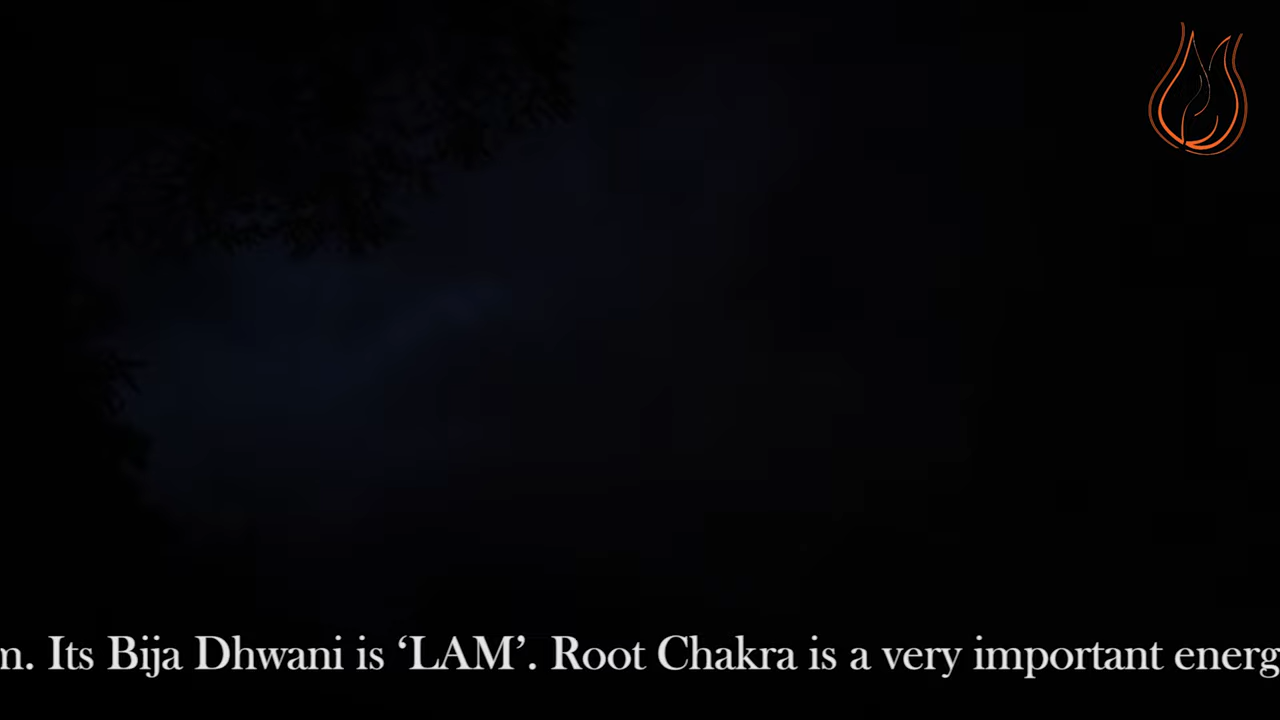 m. Its Bija Dhwani is ‘LAM’. Root Chakra is a very important energ